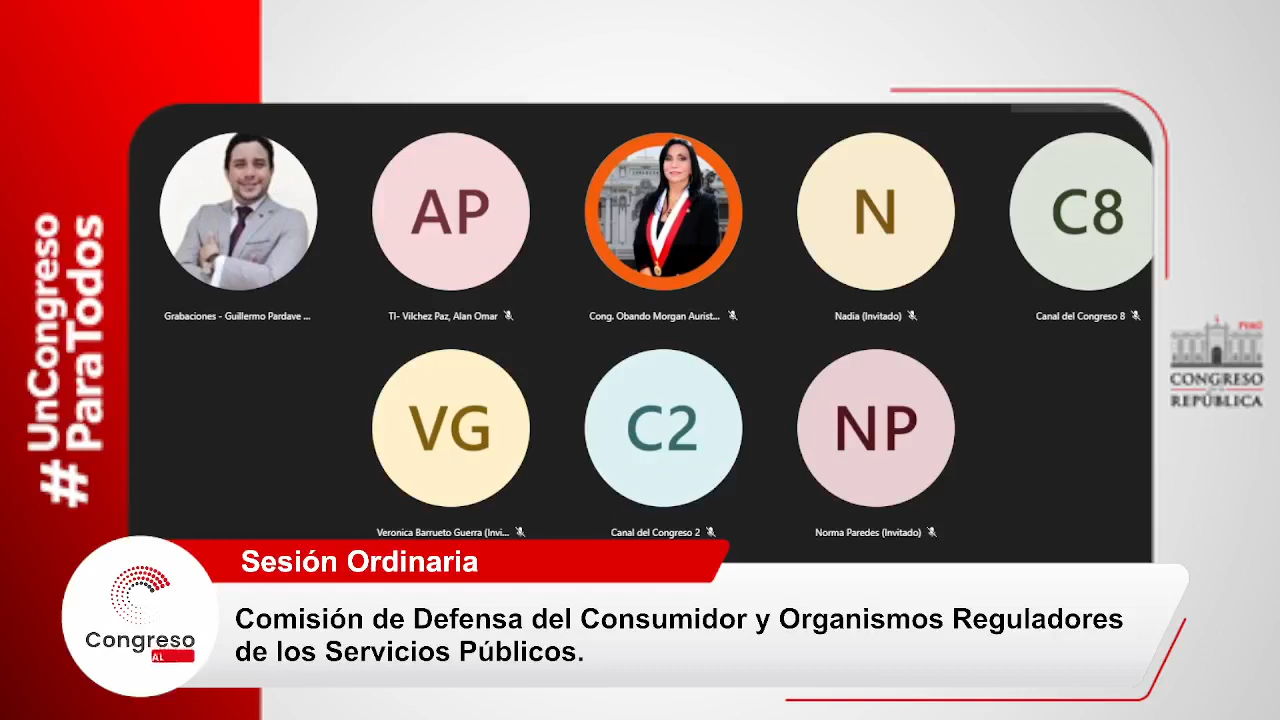 #UnCongreso
ParaTodos
AP
N
C8
Grabaciones - Guillermo Pardave ...
TI- Vilchez Paz, Alan Omar
Cong. Obando Morgan Aurist...
Nadia (Invitado)
Canal del Congreso 8
VG
C2
NP
Veronica Barrueto Guerra (Invi...
Canal del Congreso 2
Norma Paredes (Invitado)
PERÚ
CONGRESO
REPÚBLICA
Sesión Ordinaria
Comisión de Defensa del Consumidor y Organismos Reguladores
de los Servicios Públicos.
Congreso
AL